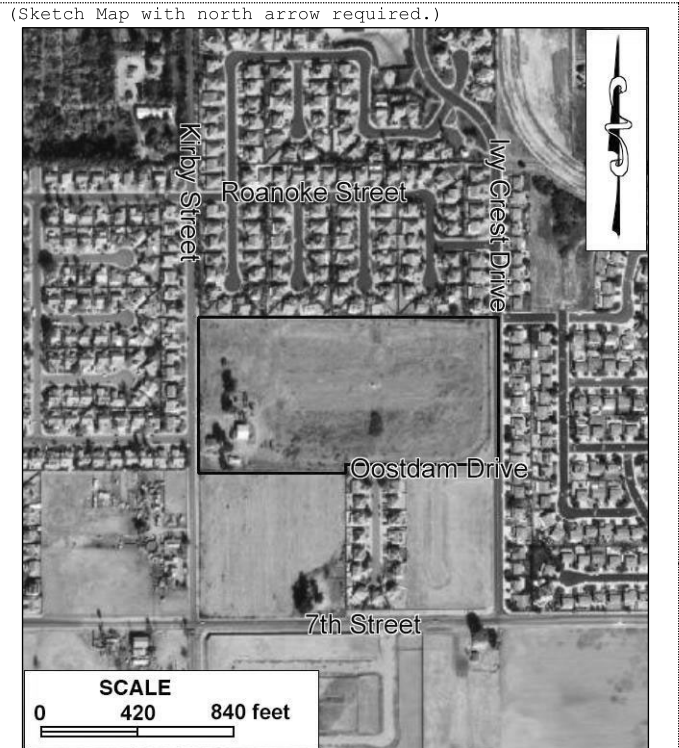 (Sketch Map with north arrow required.)
Kirby Street
Roanoke Street
Ivy Crest Drive
Oostdam Drive
7th Street
SCALE
0 420 840 feet